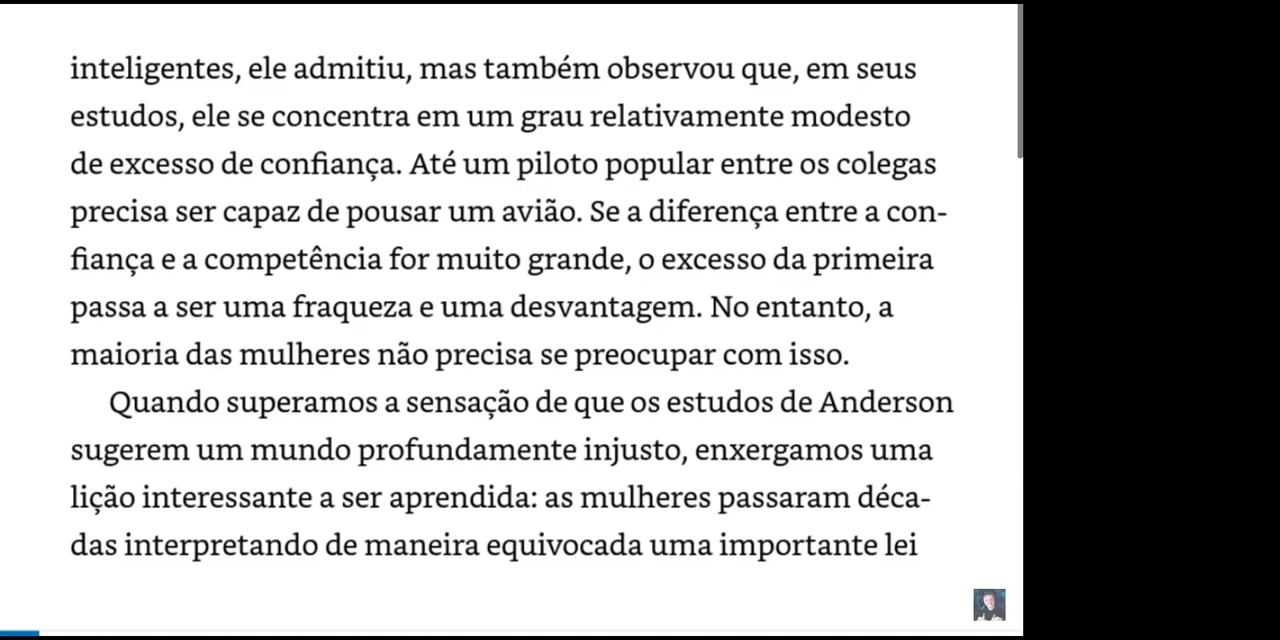 inteligentes, ele admitiu, mas também observou que, em seus
estudos, ele se concentra em um grau relativamente modesto
de excesso de confiança. Até um piloto popular entre os colegas
precisa ser capaz de pousar um avião. Se a diferença entre a con-
fiança e a competência for muito grande, o excesso da primeira
passa a ser uma fraqueza e uma desvantagem. No entanto, a
maioria das mulheres não precisa se preocupar com isso.
Quando superamos a sensação de que os estudos de Anderson
sugerem um mundo profundamente injusto, enxergamos uma
lição interessante a ser aprendida: as mulheres passaram déca-
das interpretando de maneira equivocada uma importante lei